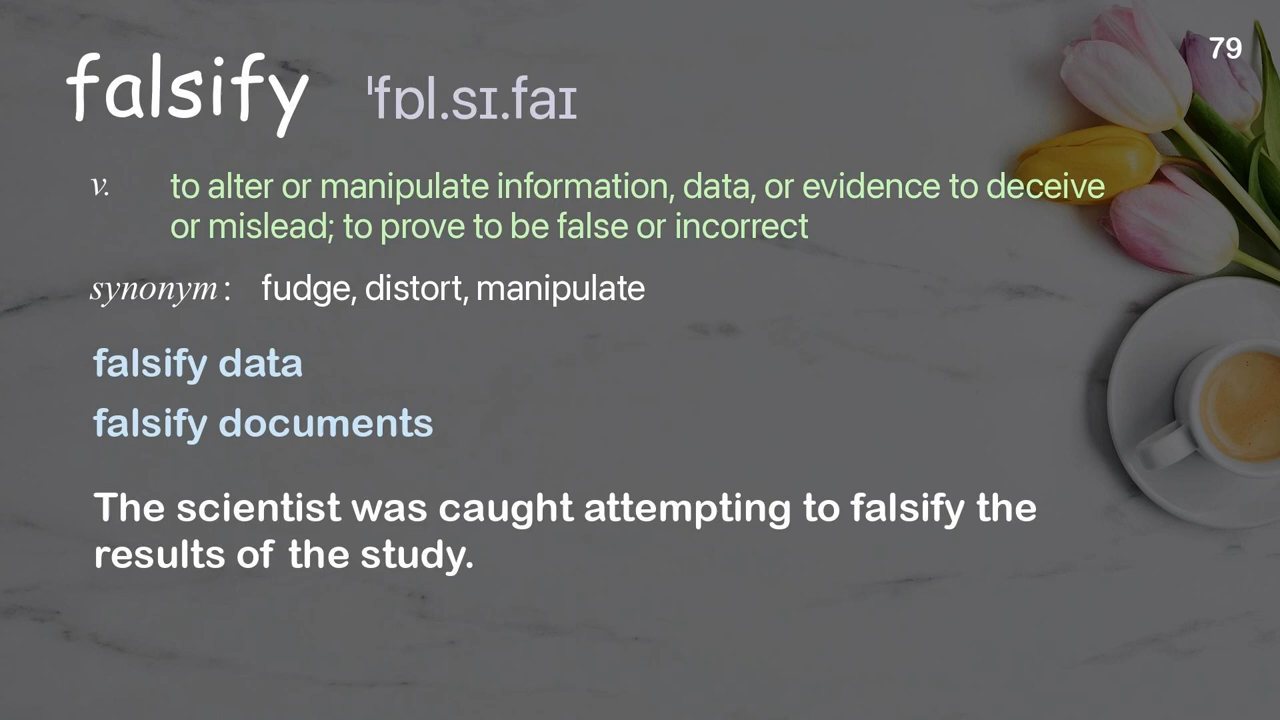 79
falsify ˈfɒl.sɪ.faɪ
v. to alter or manipulate information, data, or evidence to deceive
or mislead; to prove to be false or incorrect
synonym: fudge, distort, manipulate
falsify data
falsify documents
The scientist was caught attempting to falsify the
results of the study.